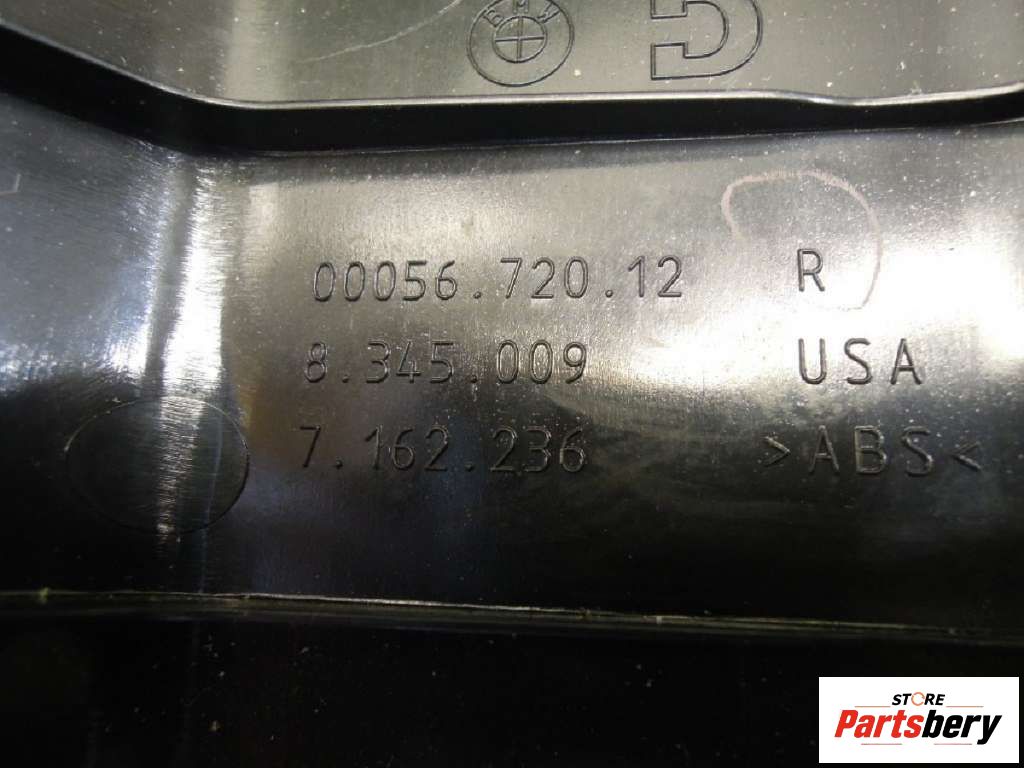 BMW
00056.720.12 R
8.345.009 USA
7.162.236 >ABS<
STORE
Partsbery